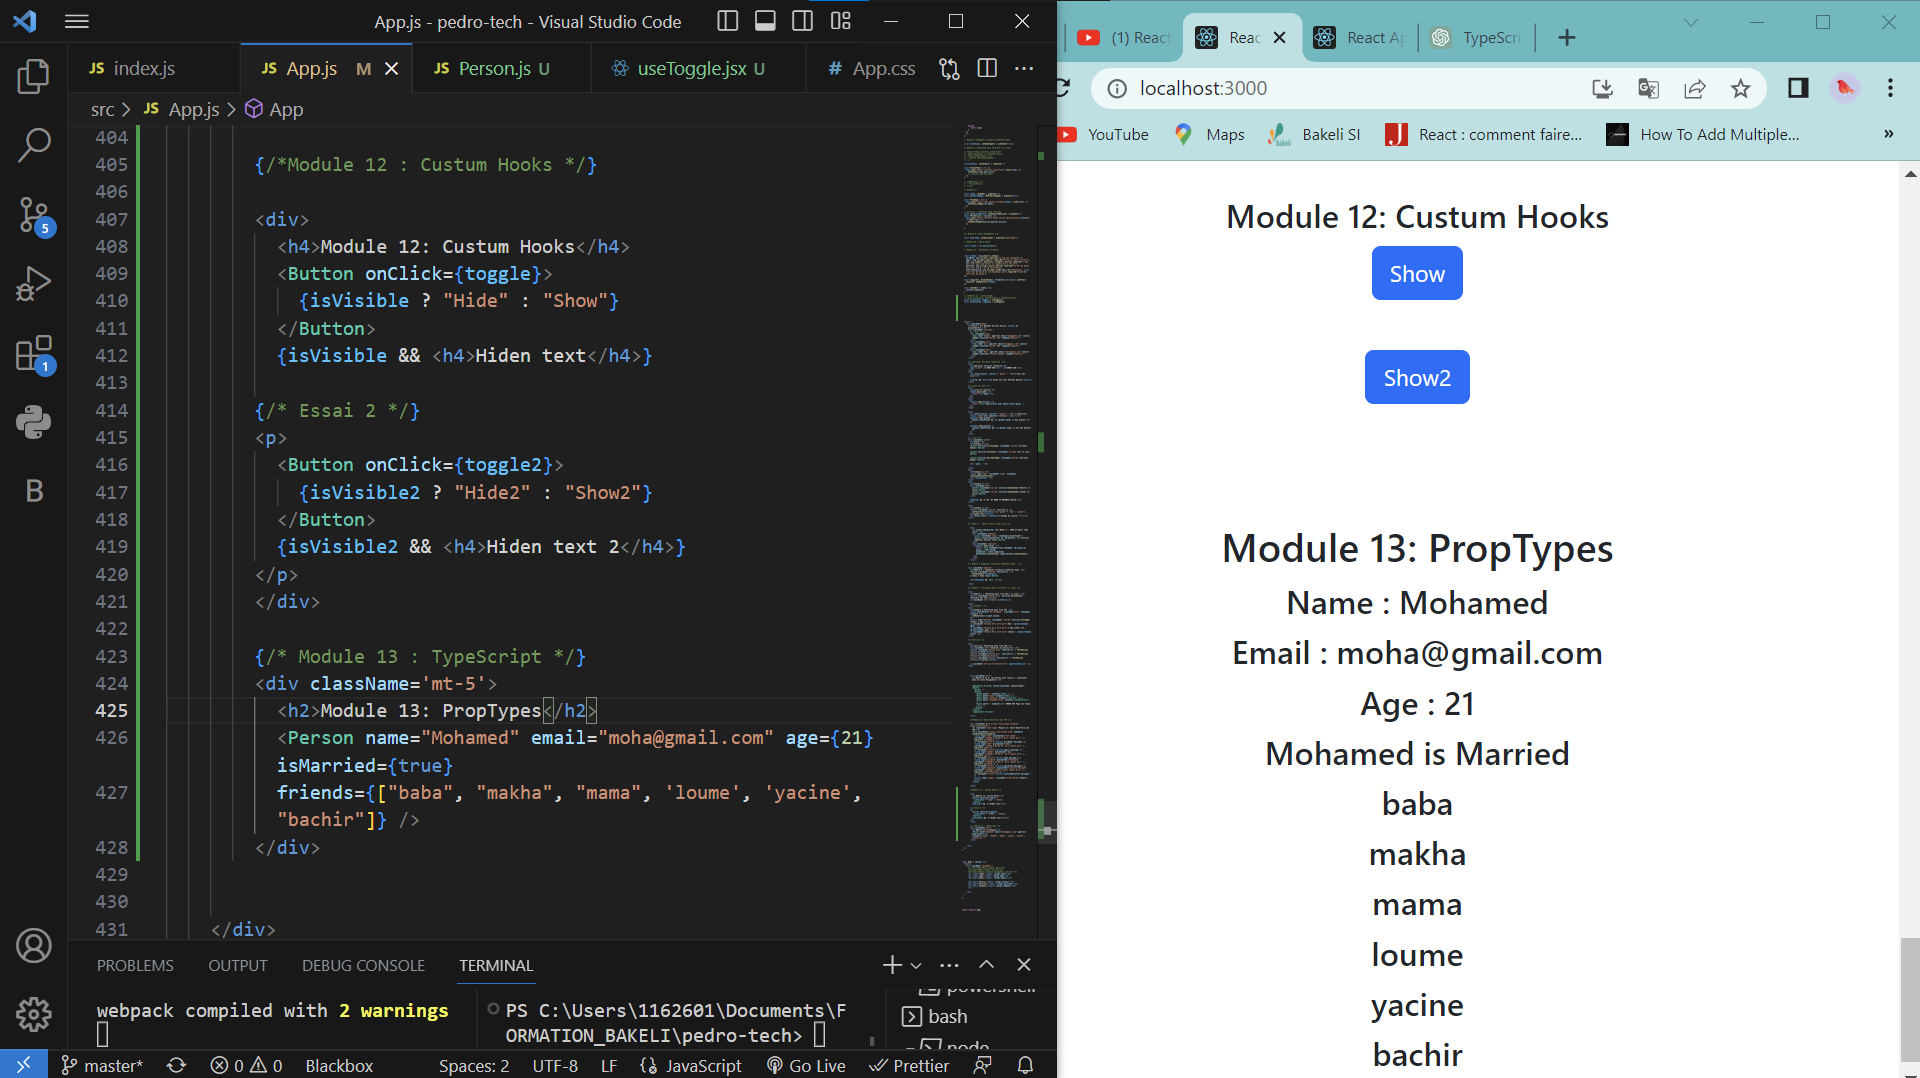 App.js - pedro-tech - Visual Studio Code
JS index.js
JS App.js M
JS Person.js U
useToggle.jsx U
# App.css
src > JS App.js > App
404
405 {/*Module 12 : Custum Hooks */}
406
407 <div>
408 <h4>Module 12: Custum Hooks</h4>
409 <Button onClick={toggle}>
410 {isVisible ? "Hide" : "Show"}
411 </Button>
412 {isVisible && <h4>Hiden text</h4>}
413
414 {/* Essai 2 */}
415 <p>
416 <Button onClick={toggle2}>
417 {isVisible2 ? "Hide2" : "Show2"}
418 </Button>
419 {isVisible2 && <h4>Hiden text 2</h4>}
420 </p>
421 </div>
422
423 {/* Module 13 : TypeScript */}
424 <div className='mt-5'>
425 <h2>Module 13: PropTypes</h2>
426 <Person name="Mohamed" email="moha@gmail.com" age={21}
isMarried={true}
427 friends={["baba", "makha", "mama", 'loume', 'yacine',
"bachir"]} />
428 </div>
429
430
431 </div>
5
1
B
PROBLEMS OUTPUT DEBUG CONSOLE TERMINAL
webpack compiled with 2 warnings
PS C:\Users\1162601\Documents\F
ORMATION_BAKELI\pedro-tech>
powershell
bash
node
master* 0 0 Blackbox Spaces: 2 UTF-8 LF JavaScript Go Live Prettier
(1) React
Reac
React Ap
TypeScri
localhost:3000
YouTube Maps Bakeli SI React : comment faire... How To Add Multiple... »
Module 12: Custum Hooks
Show
Show2
Module 13: PropTypes
Name : Mohamed
Email : moha@gmail.com
Age : 21
Mohamed is Married
baba
makha
mama
loume
yacine
bachir